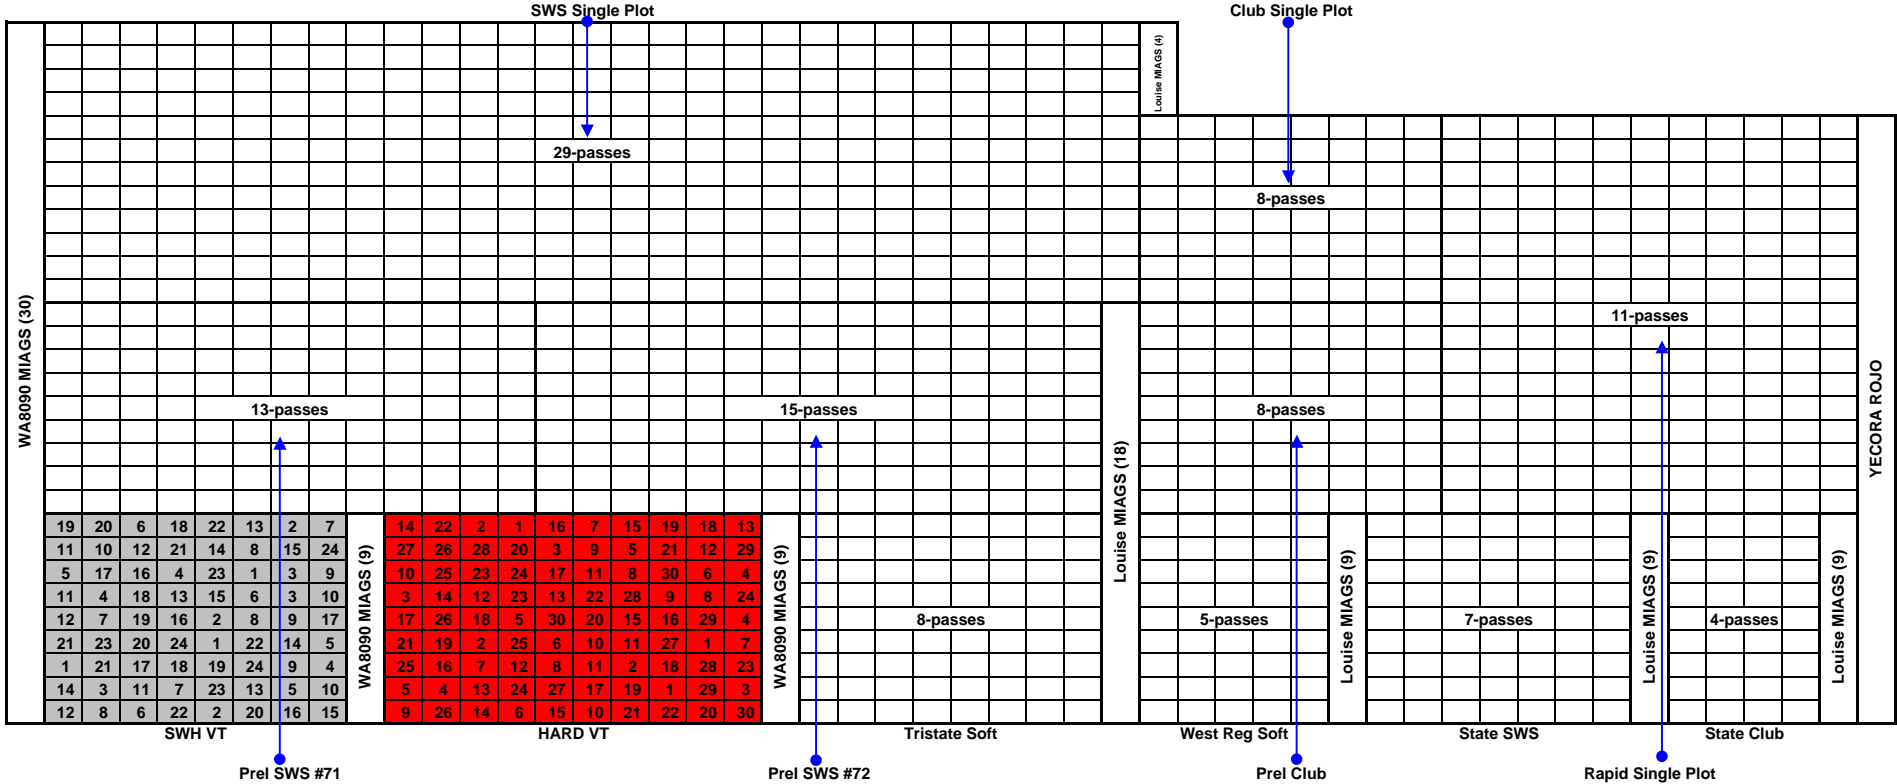 SWS Single Plot
Club Single Plot
Louise MIAGS (4)
29-passes
8-passes
WA8090 MIAGS (30)
11-passes
YECORA ROJO
13-passes
15-passes
8-passes
Louise MIAGS (18)
19 20 6 18 22 13 2 7 14 22 2 1 16 7 15 19 18 13
11 10 12 21 14 8 15 24 27 26 28 20 3 9 5 21 12 29
5 17 16 4 23 1 3 9 10 25 23 24 17 11 8 30 6 4
11 4 18 13 15 6 3 10 3 14 12 23 13 22 28 9 8 24
12 7 19 16 2 8 9 17 17 26 18 5 30 20 15 16 29 4
21 23 20 24 1 22 14 5 21 19 2 25 6 10 11 27 1 7
1 21 17 18 19 24 9 4 25 16 7 12 8 11 2 18 28 23
14 3 11 7 23 13 5 10 5 4 13 24 27 17 19 1 29 3
12 8 6 22 2 20 16 15 9 26 14 6 15 10 21 22 20 30
WA8090 MIAGS (9)
WA8090 MIAGS (9)
8-passes
5-passes
Louise MIAGS (9)
7-passes
Louise MIAGS (9)
4-passes
Louise MIAGS (9)
SWH VT
HARD VT
Tristate Soft
West Reg Soft
State SWS
State Club
Prel SWS #71
Prel SWS #72
Prel Club
Rapid Single Plot